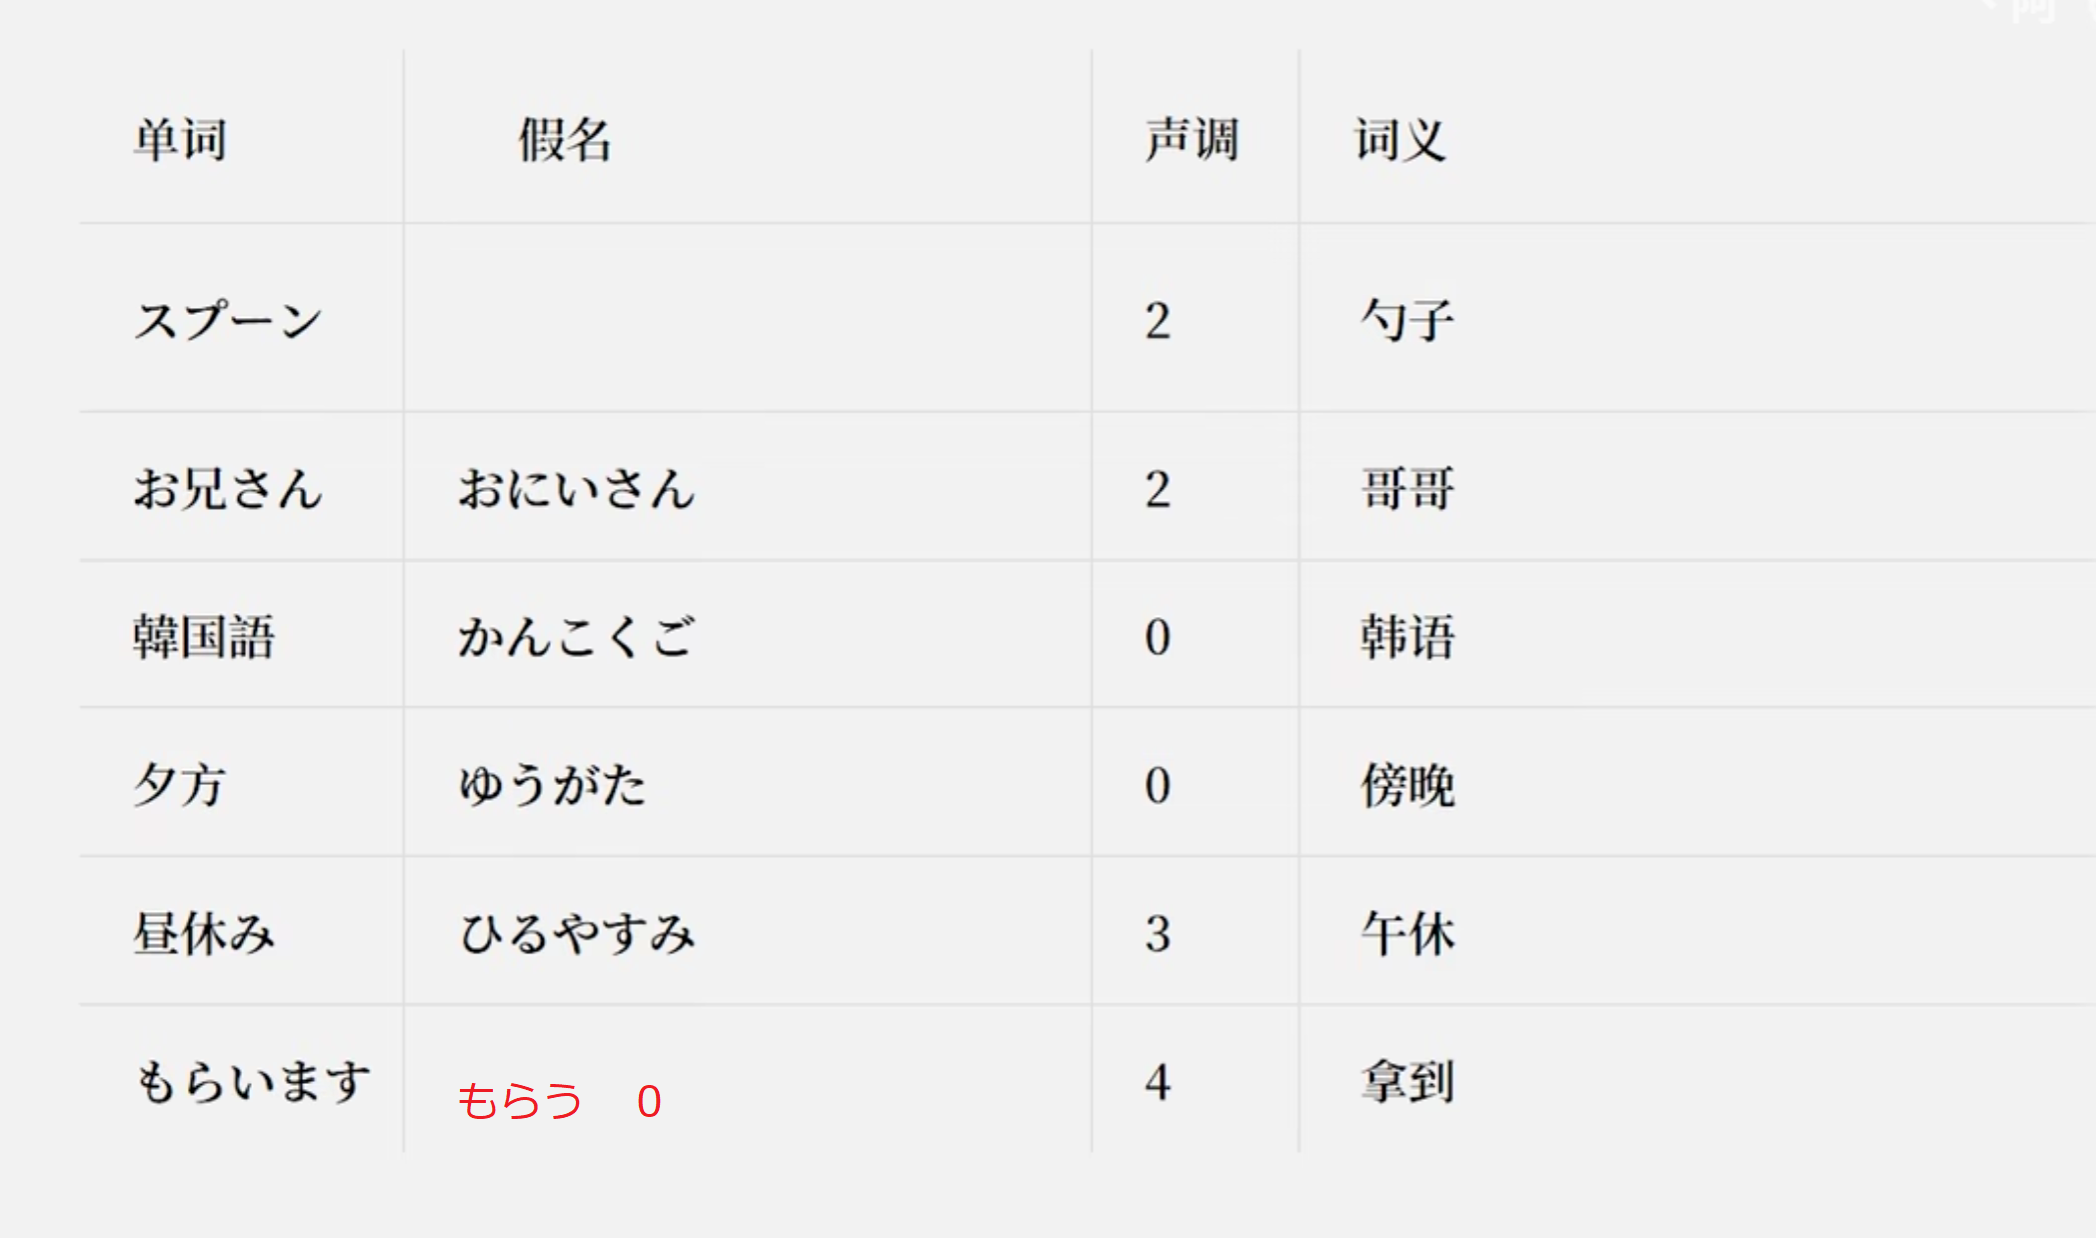 单词 假名 声调 词义
スプーン 2 勺子
お兄さん おにいさん 2 哥哥
韓国語 かんこくご 0 韩语
夕方 ゆうがた 0 傍晚
昼休み ひるやすみ 3 午休
もらいます もらう 0 4 拿到